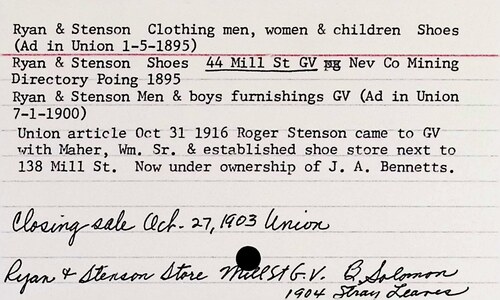 Ryan & Stenson Clothing men, women & children Shoes
(Ad in Union 1-5-1895)
Ryan & Stenson Shoes 44 Mill St GV pg Nev Co Mining
Directory Poing 1895
Ryan & Stenson Men & boys furnishings GV (Ad in Union
7-1-1900)
Union article Oct 31 1916 Roger Stenson came to GV
with Maher, Wm. Sr. & established shoe store next to
138 Mill St. Now under ownership of J. A. Bennetts.
Closing sale Oct. 27, 1903 Union
Ryan & Stenson Store Mill St G.V. B. Solomon
1904 Stray Leaves